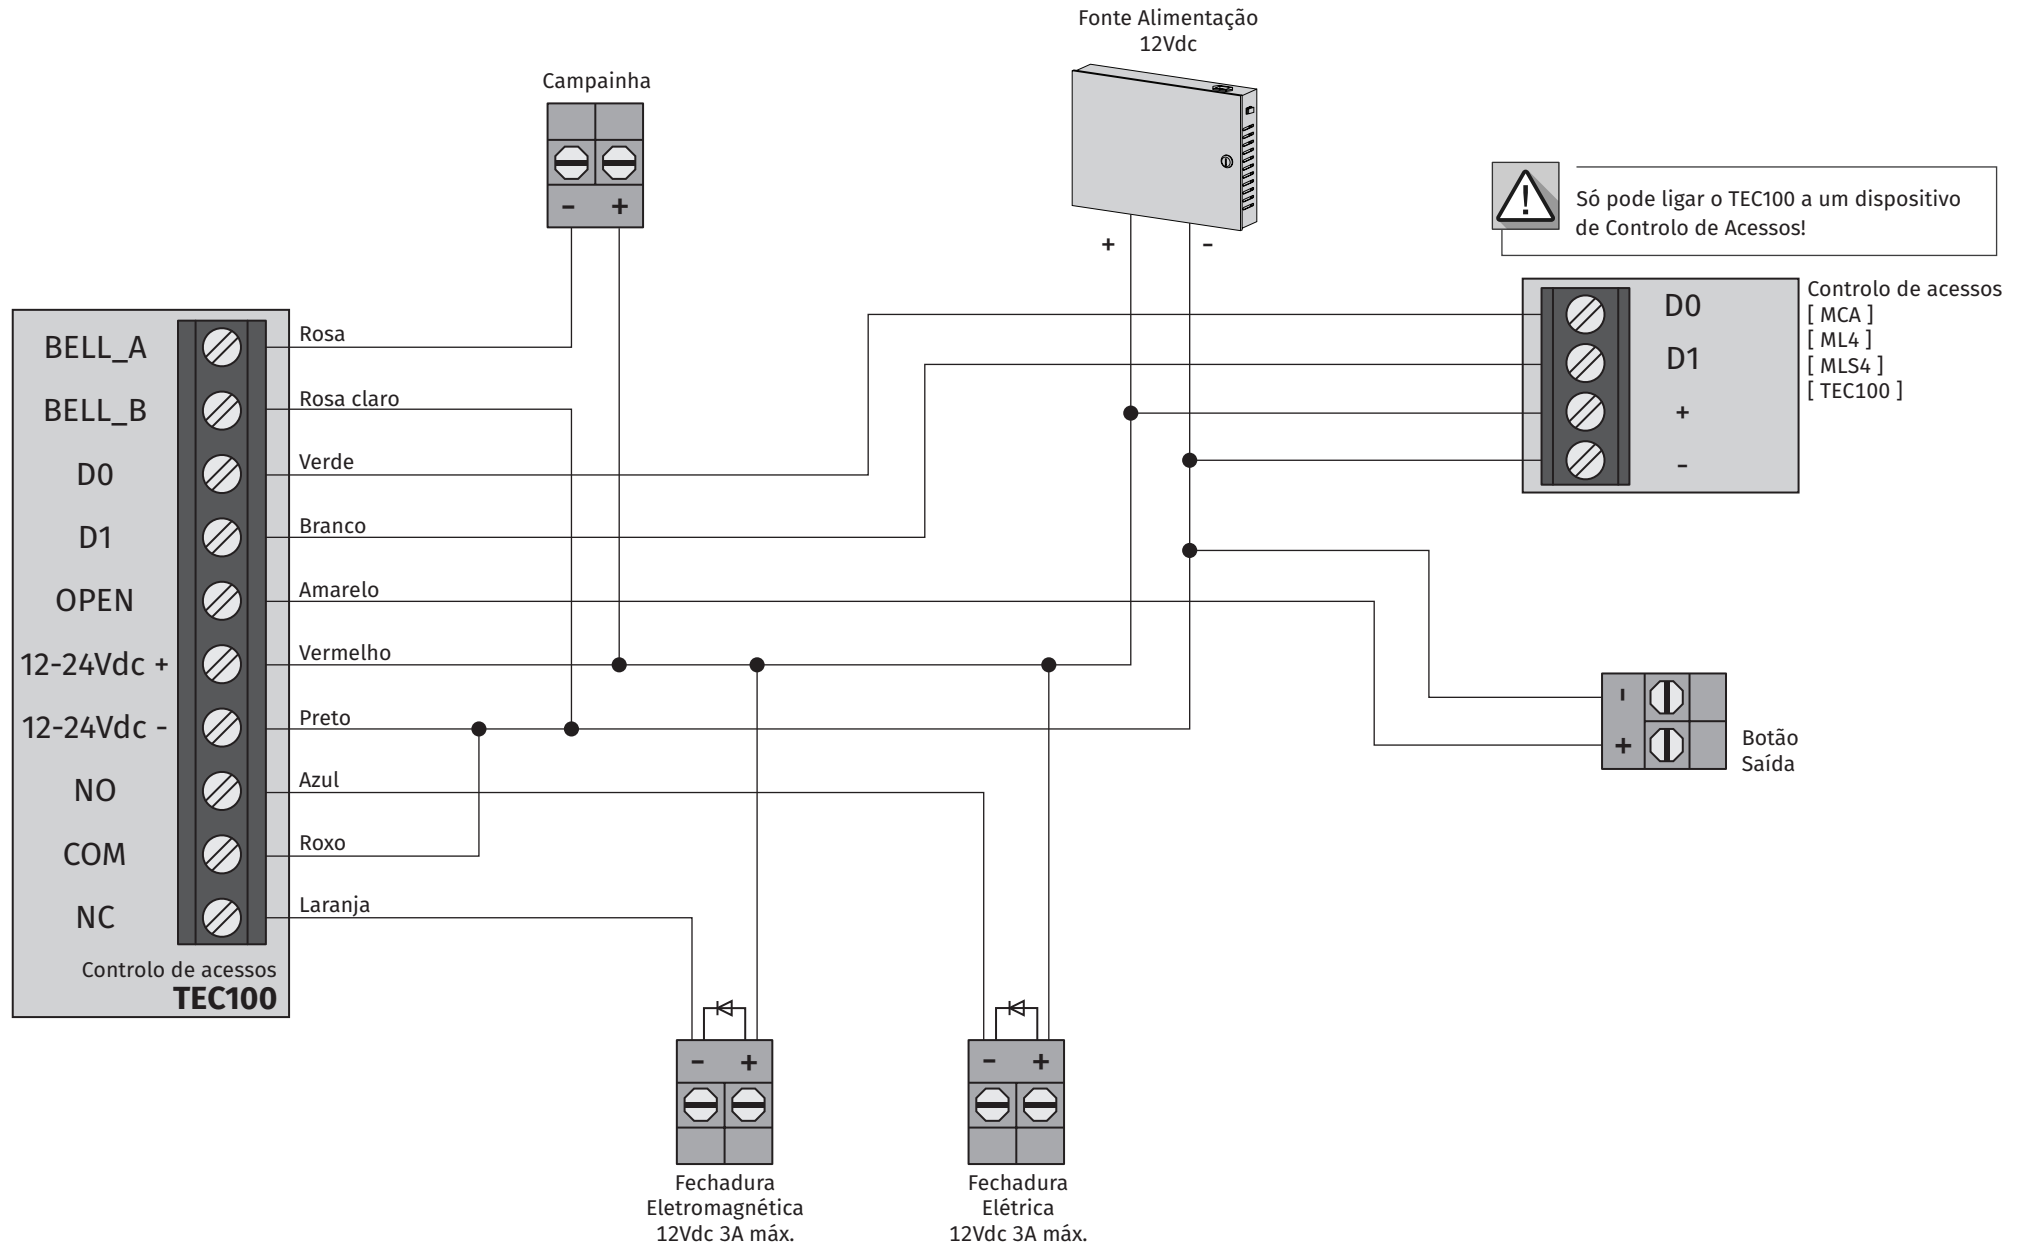 Fonte Alimentação
12Vdc
Campainha
- +
+ -
Só pode ligar o TEC100 a um dispositivo
de Controlo de Acessos!
Controlo de acessos
[ MCA ]
[ ML4 ]
[ MLS4 ]
[ TEC100 ]
D0
D1
+
-
BELL_A Rosa
BELL_B Rosa claro
D0 Verde
D1 Branco
OPEN Amarelo
12-24Vdc + Vermelho
12-24Vdc - Preto
NO Azul
COM Roxo
NC Laranja
Controlo de acessos
TEC100
-
+
Botão
Saída
- +
Fechadura
Eletromagnética
12Vdc 3A máx.
- +
Fechadura
Elétrica
12Vdc 3A máx.